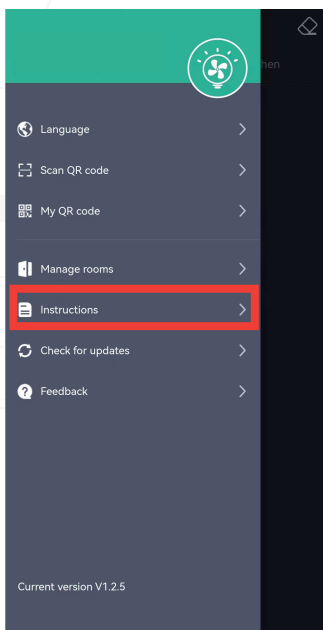 hen
Language
Scan QR code
My QR code
Manage rooms
Instructions
Check for updates
Feedback
Current version V1.2.5